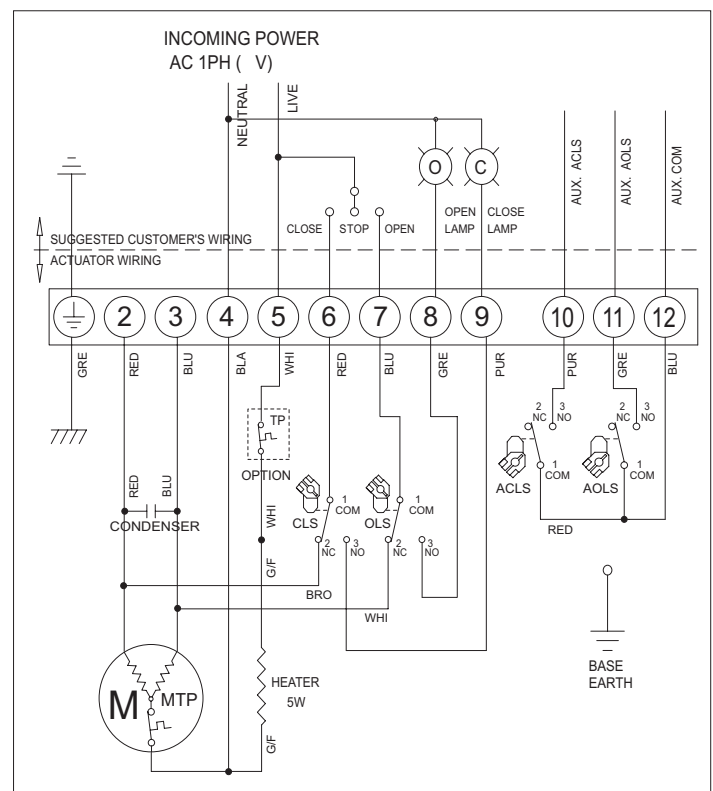 INCOMING POWER
AC 1PH ( V)
NEUTRAL
LIVE
AUX. ACLS
AUX. AOLS
AUX. COM
O C
CLOSE STOP OPEN
OPEN LAMP
CLOSE LAMP
SUGGESTED CUSTOMER'S WIRING
ACTUATOR WIRING
2 3 4 5 6 7 8 9 10 11 12
GRE RED BLU BLA WHI RED BLU GRE PUR PUR GRE BLU
TP
OPTION
2 NC 3 NO
2 NC 3 NO
1 COM
1 COM
ACLS
AOLS
RED
RED
BLU
CONDENSER
WHI
G/F
CLS
1 COM
OLS
1 COM
2 NC 3 NO
2 NC 3 NO
BRO
WHI
M MTP
HEATER
5W
G/F
BASE
EARTH